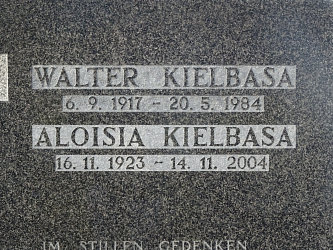 WALTER KIELBASA
6. 9. 1917 – 20. 5. 1984
ALOISIA KIELBASA
16. 11. 1923 – 14. 11. 2004
IM STILLEN GEDENKEN